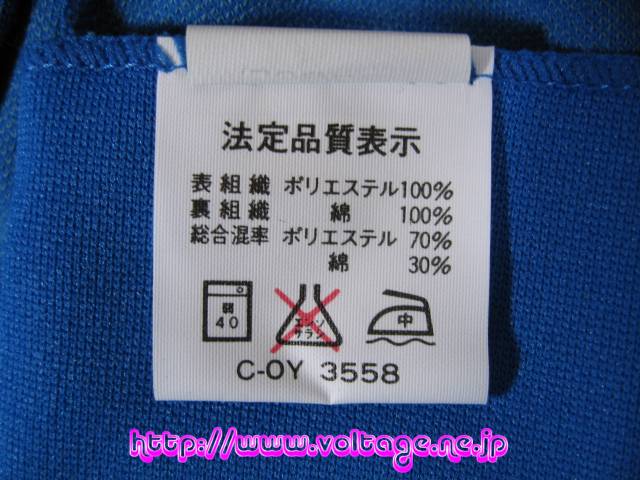 法定品質表示
表組織 ポリエステル100%
裏組織 綿 100%
総合混率 ポリエステル 70%
綿 30%
弱 40 エンソ サラシ 中
C-OY 3558
http://www.voltage.ne.jp